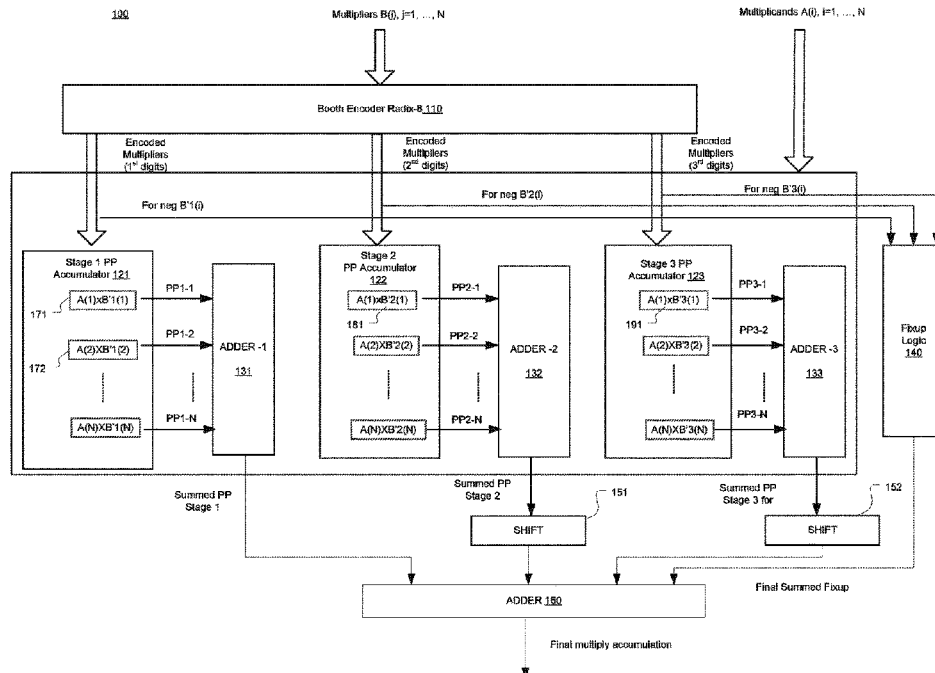 100
Multipliers B(j), j=1, …, N
Multiplicands A(i), i=1, …, N
Booth Encoder Radix-8 110
Encoded
Multipliers
(1st digits)
Encoded
Multipliers
(2nd digits)
Encoded
Multipliers
(3rd digits)
For neg B'1(i)
For neg B'2(i)
For neg B'3(i)
Stage 1 PP
Accumulator 121
A(1)xB'1(1)
171
A(2)XB'1(2)
172
A(N)XB'1(N)
PP1-1
PP1-2
PP1-N
ADDER -1
131
Stage 2
PP Accumulator
122
A(1)xB'2(1)
181
A(2)XB'2(2)
A(N)XB'2(N)
PP2-1
PP2-2
PP2-N
ADDER -2
132
Stage 3 PP
Accumulator 123
A(1)xB'3(1)
191
A(2)XB'3(2)
A(N)XB'3(N)
PP3-1
PP3-2
PP3-N
ADDER -3
133
Fixup
Logic
140
Summed PP
Stage 1
Summed PP
Stage 2
151
SHIFT
Summed PP
Stage 3 for
152
SHIFT
Final Summed Fixup
ADDER 160
Final multiply accumulation